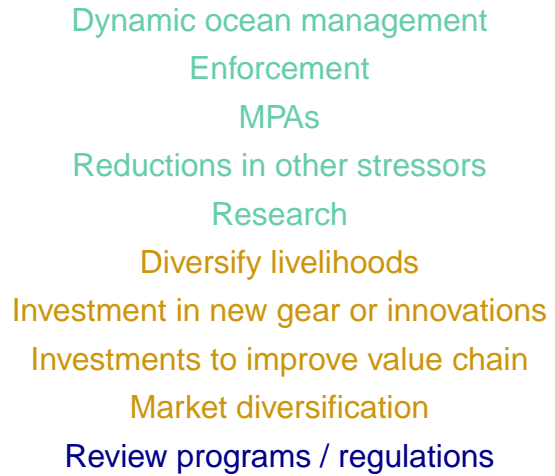 Dynamic ocean management
Enforcement
MPAs
Reductions in other stressors
Research
Diversify livelihoods
Investment in new gear or innovations
Investments to improve value chain
Market diversification
Review programs / regulations